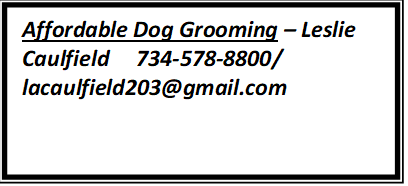 Affordable Dog Grooming – Leslie
Caulfield 734-578-8800/
lacaulfield203@gmail.com